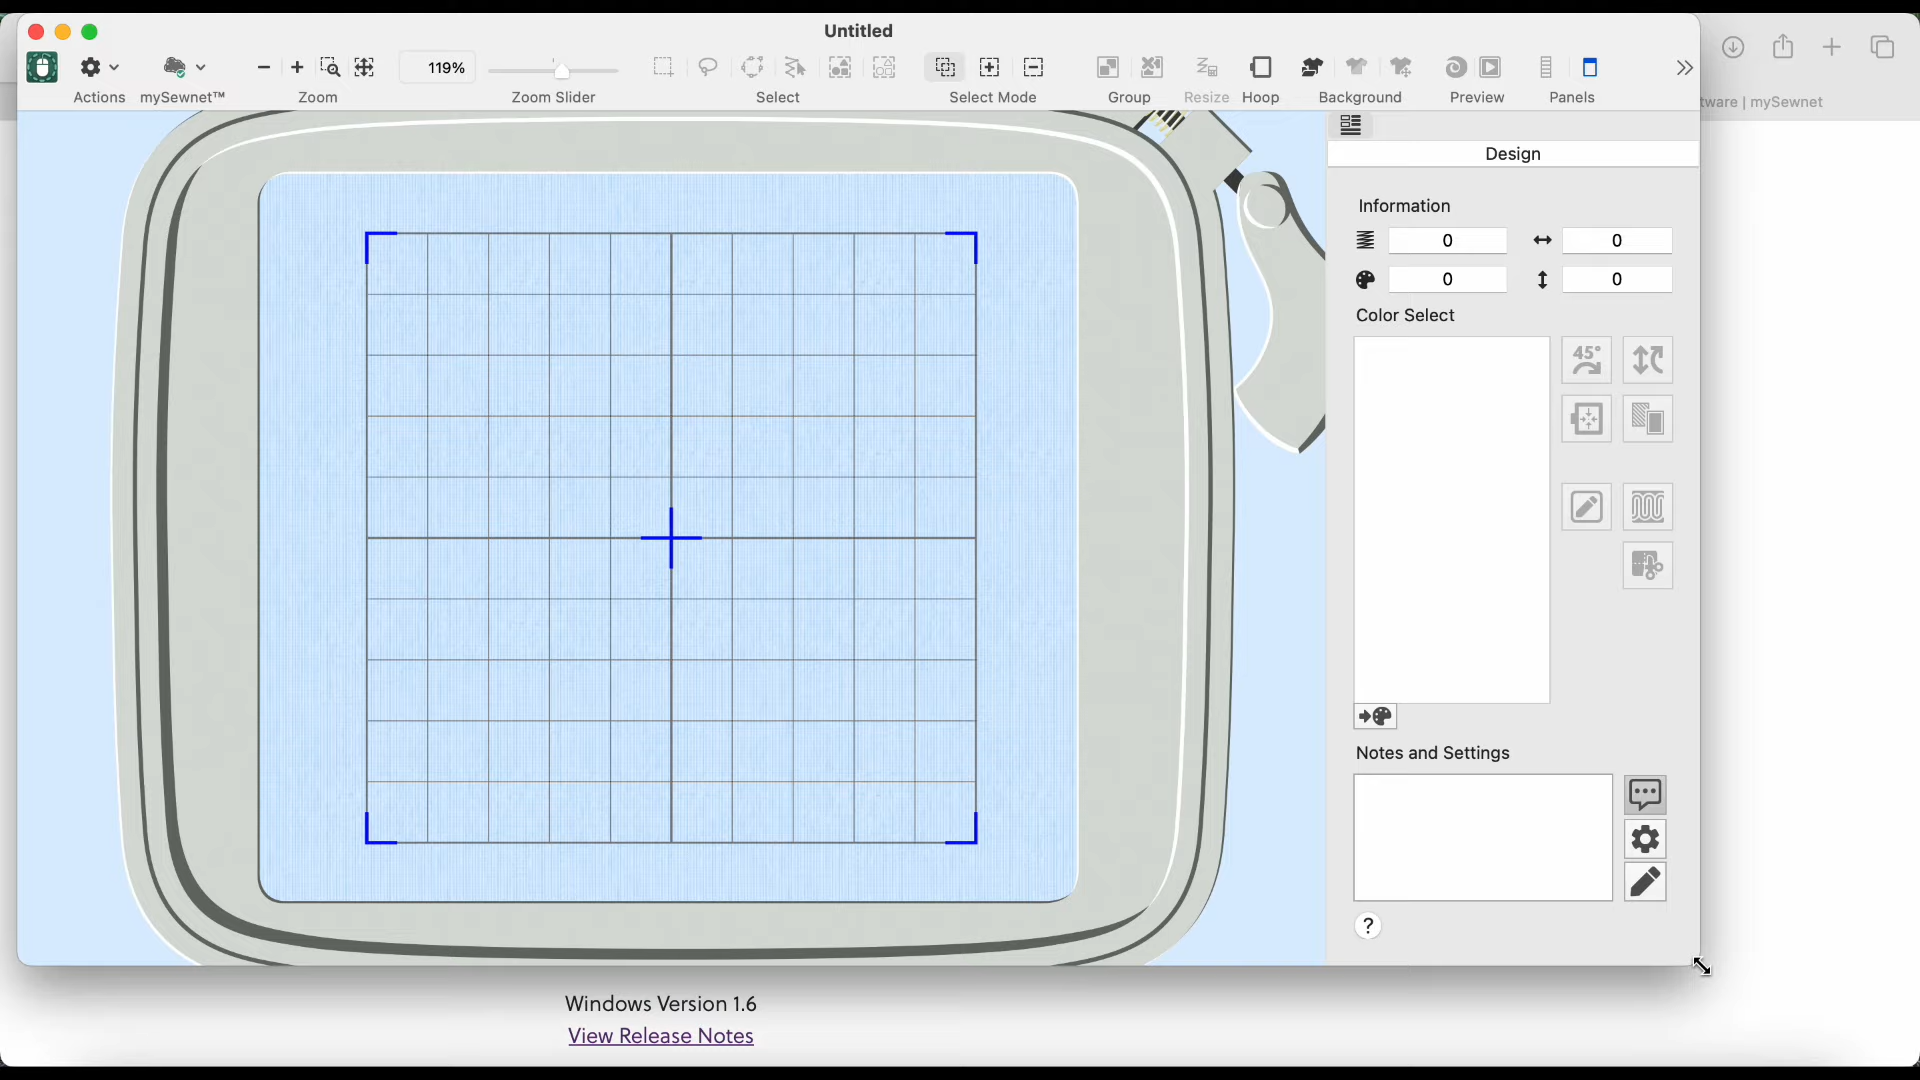 Untitled
119%
Actions mySewnet™ Zoom Zoom Slider Select Select Mode Group Resize Hoop Background Preview Panels
tware | mySewnet
Design
Information
0 0
0 0
Color Select
45°
Notes and Settings
?
Windows Version 1.6
View Release Notes